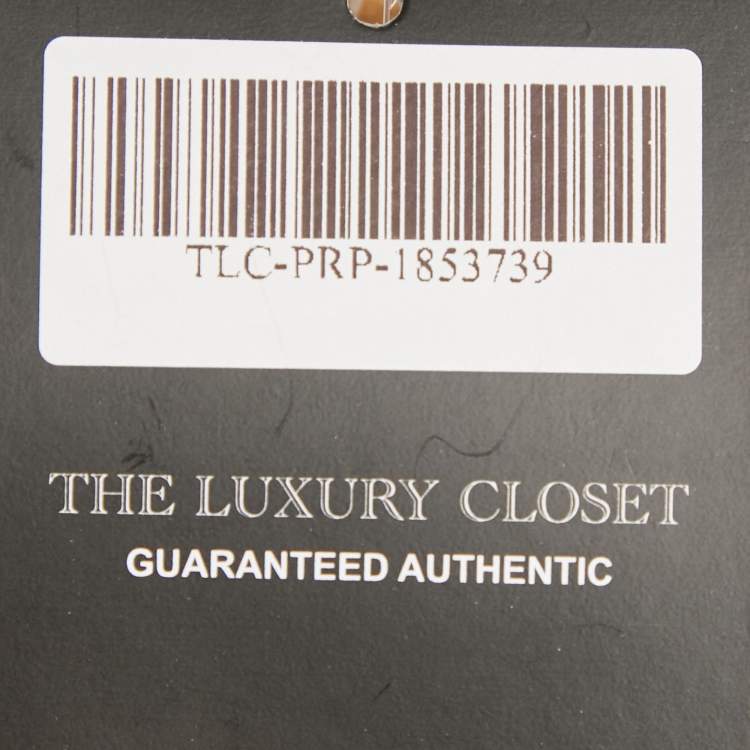 TLC-PRP-1853739
THE LUXURY CLOSET
GUARANTEED AUTHENTIC